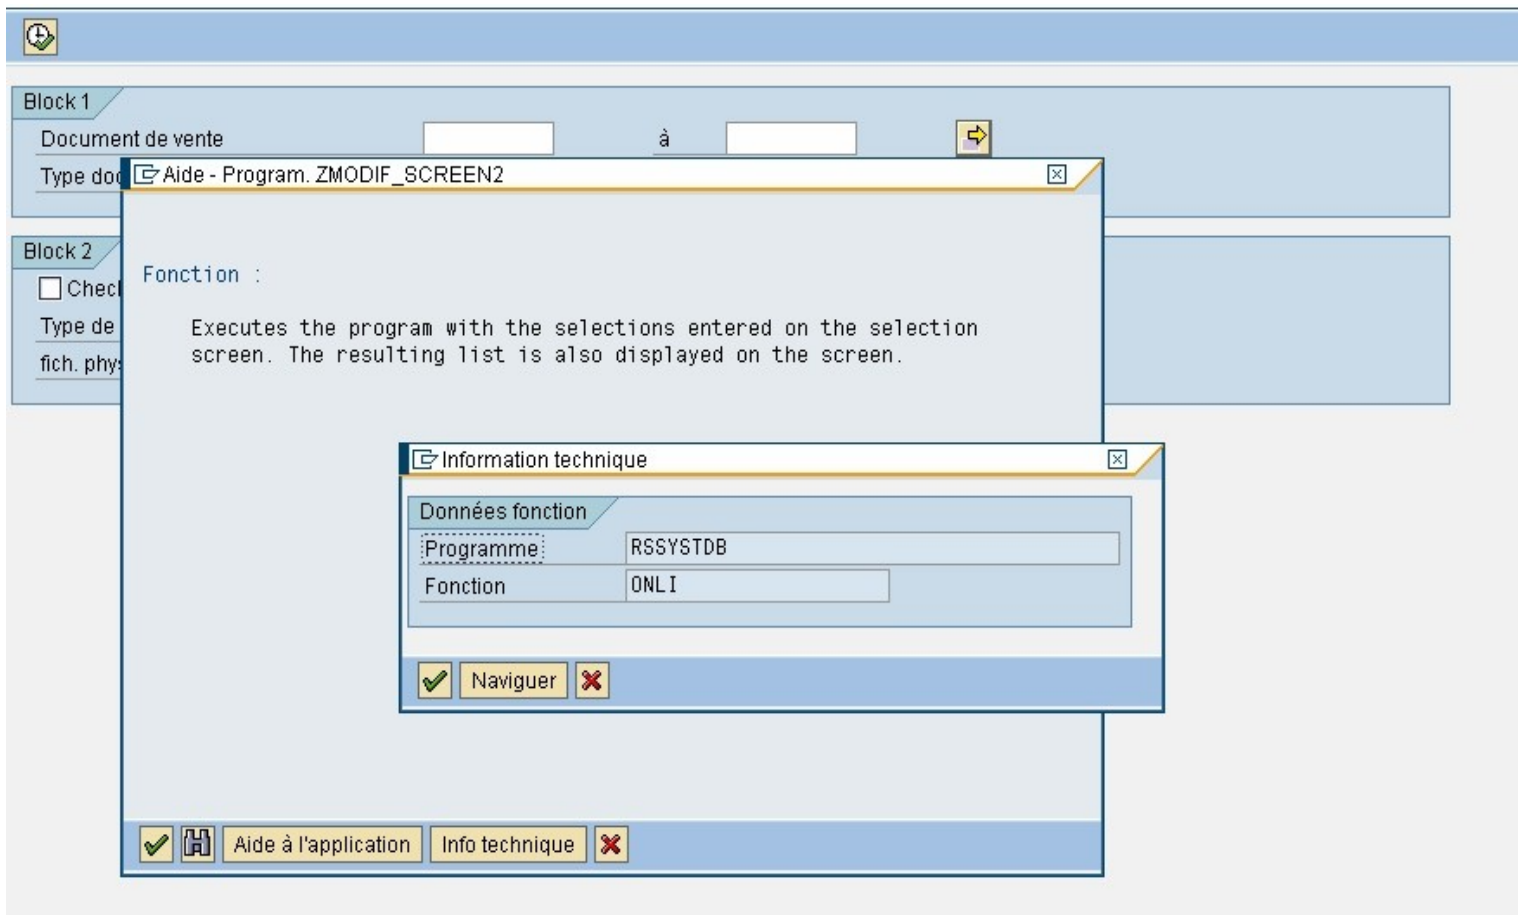 Block 1
Document de vente à
Type doc
Aide - Program. ZMODIF_SCREEN2
Block 2
Fonction :
Type de
Executes the program with the selections entered on the selection
screen. The resulting list is also displayed on the screen.
fich.
Information technique
Données fonction
Programme RSSYSTDB
Fonction ONLI
Naviguer
Aide à l'application Info technique